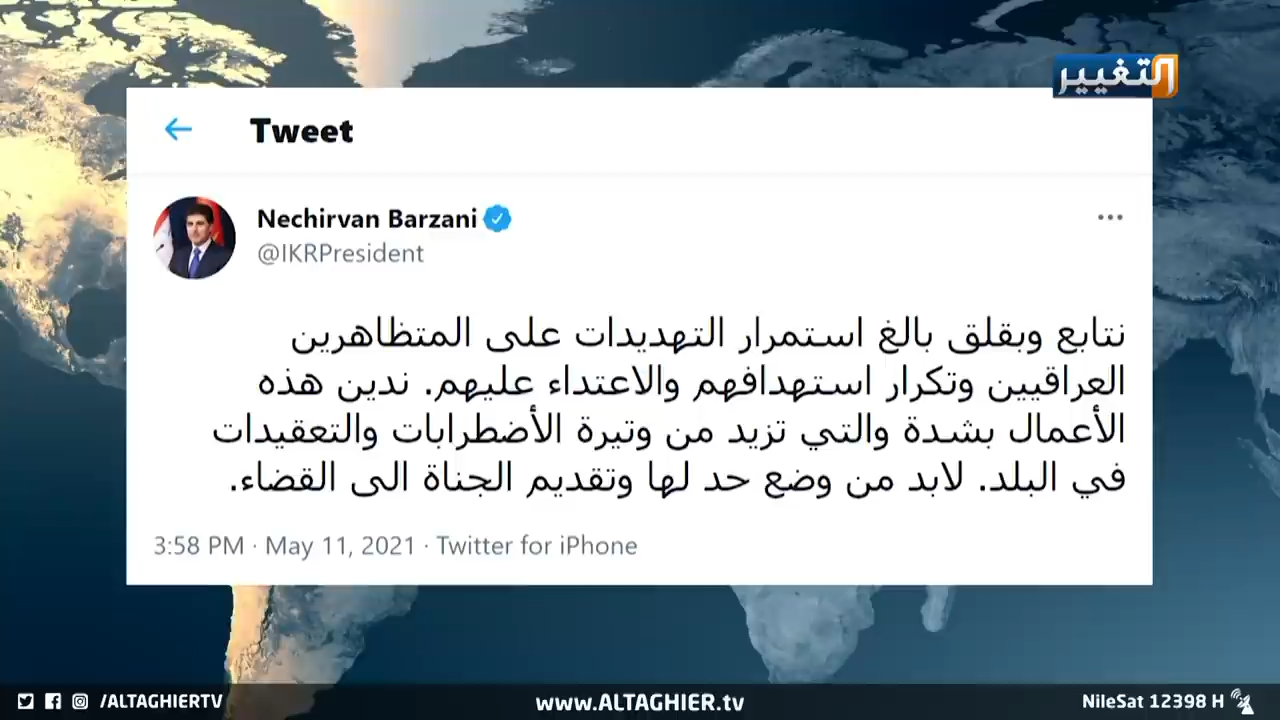 التغيير
Tweet
Nechirvan Barzani
@IKRPresident
نتابع وبقلق بالغ استمرار التهديدات على المتظاهرين
العراقيين وتكرار استهدافهم والاعتداء عليهم. ندين هذه
الأعمال بشدة والتي تزيد من وتيرة الأضطرابات والتعقيدات
في البلد. لابد من وضع حد لها وتقديم الجناة الى القضاء.
3:58 PM · May 11, 2021 · Twitter for iPhone
/ALTAGHIERTV
www.ALTAGHIER.tv
NileSat 12398 H